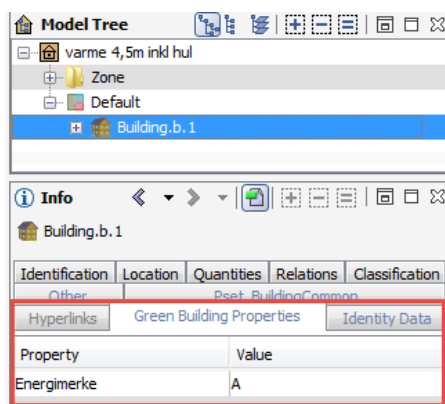 Model Tree
varme 4,5m inkl hul
Zone
Default
Building.b.1
Info
Building.b.1
Identification Location Quantities Relations Classification
Other Pset_BuildingCommon
Hyperlinks Green Building Properties Identity Data
Property Value
Energimerke A